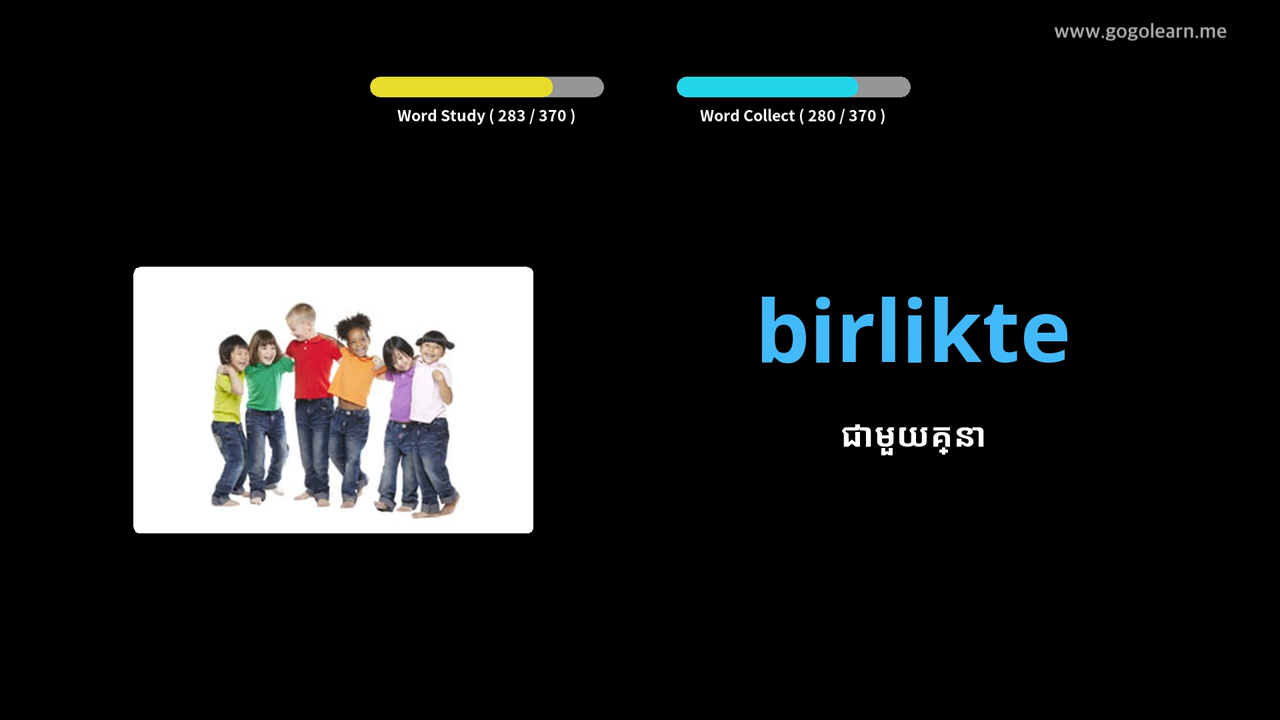 www.gogolearn.me
Word Study ( 283 / 370 )
Word Collect ( 280 / 370 )
birlikte
ជាមួយគ្នា